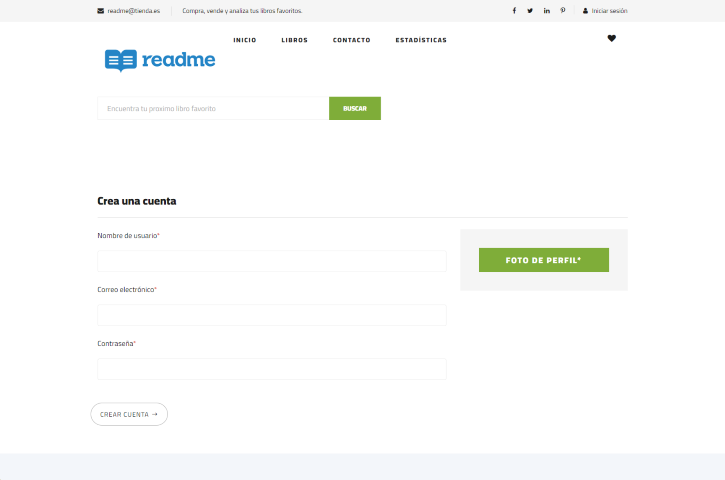 readme@tienda.es
Compra, vende y analiza tus libros favoritos.
Iniciar sesión
INICIO LIBROS CONTACTO ESTADÍSTICAS
readme
Encuentra tu proximo libro favorito
BUSCAR
Crea una cuenta
Nombre de usuario*
FOTO DE PERFIL*
Correo electrónico*
Contraseña*
CREAR CUENTA →